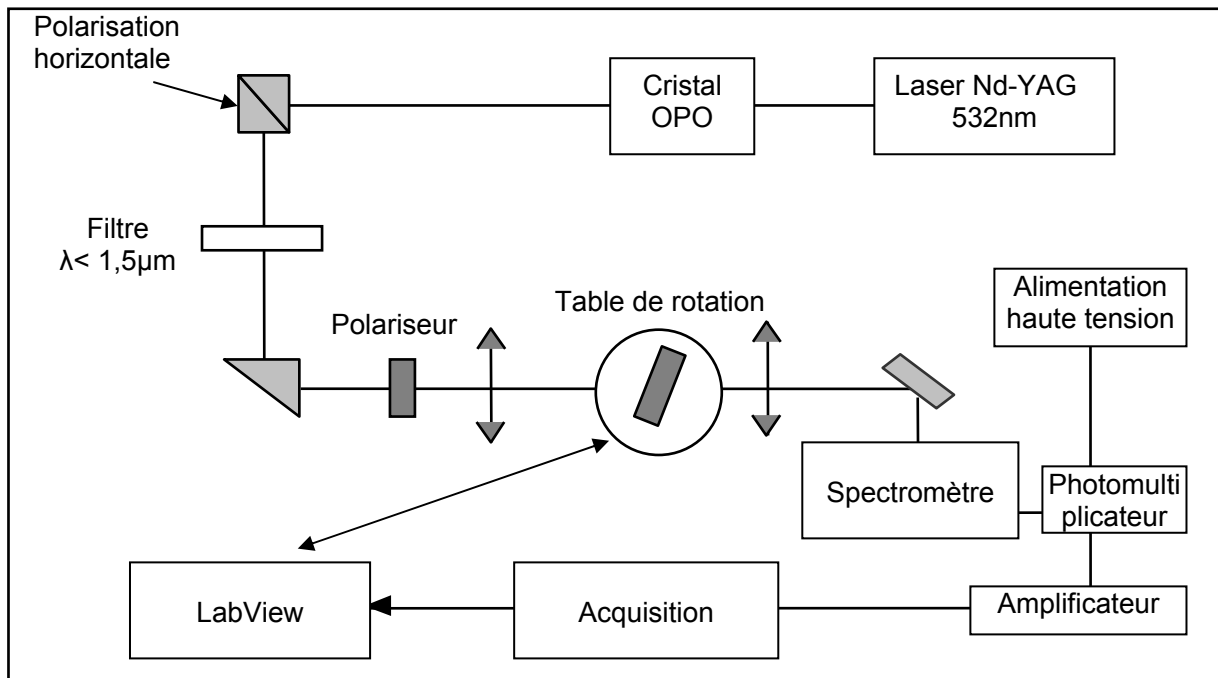 Polarisation
horizontale
Cristal
OPO
Laser Nd-YAG
532nm
Filtre
λ< 1,5µm
Polariseur
Table de rotation
Alimentation
haute tension
Spectromètre
Photomulti
plicateur
LabView
Acquisition
Amplificateur